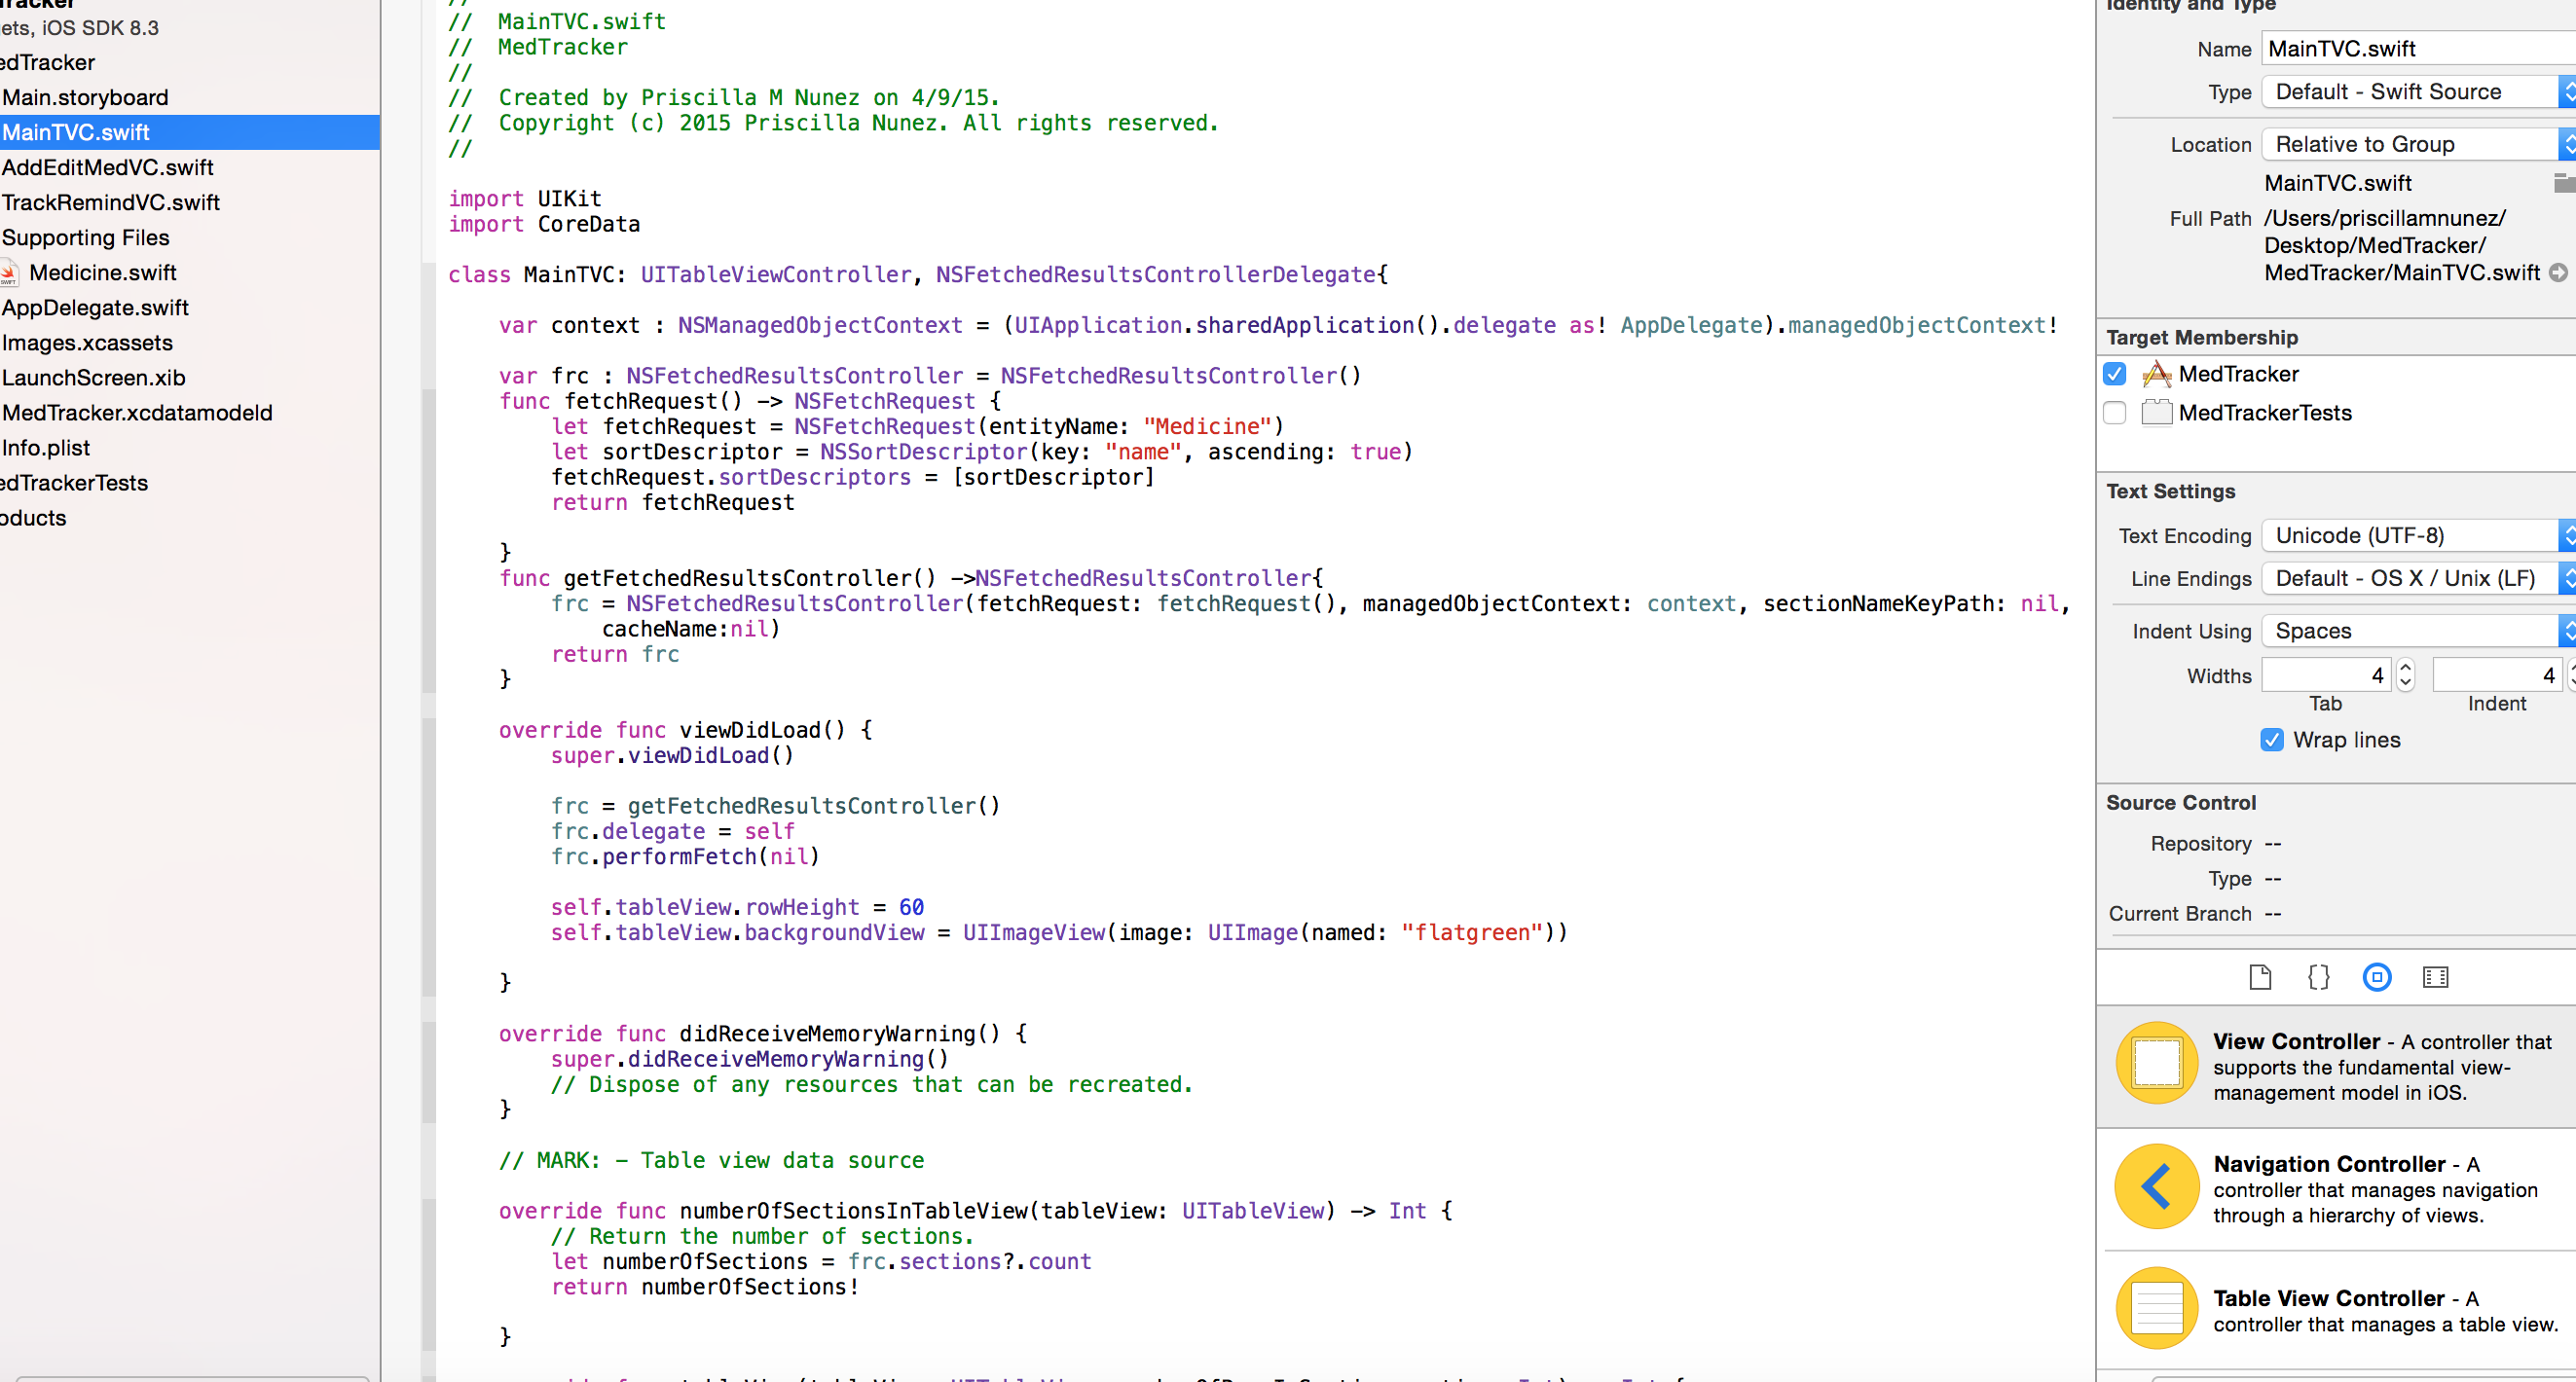 ets, iOS SDK 8.3
edTracker
Main.storyboard
MainTVC.swift
AddEditMedVC.swift
TrackRemindVC.swift
Supporting Files
Medicine.swift
AppDelegate.swift
Images.xcassets
LaunchScreen.xib
MedTracker.xcdatamodeld
Info.plist
edTrackerTests
oducts
//
//  MainTVC.swift
//  MedTracker
//
//  Created by Priscilla M Nunez on 4/9/15.
//  Copyright (c) 2015 Priscilla Nunez. All rights reserved.
//
import UIKit
import CoreData
class MainTVC: UITableViewController, NSFetchedResultsControllerDelegate{
var context : NSManagedObjectContext = (UIApplication.sharedApplication().delegate as! AppDelegate).managedObjectContext!
var frc : NSFetchedResultsController = NSFetchedResultsController()
func fetchRequest() -> NSFetchRequest {
let fetchRequest = NSFetchRequest(entityName: "Medicine")
let sortDescriptor = NSSortDescriptor(key: "name", ascending: true)
fetchRequest.sortDescriptors = [sortDescriptor]
return fetchRequest
}
func getFetchedResultsController() ->NSFetchedResultsController{
frc = NSFetchedResultsController(fetchRequest: fetchRequest(), managedObjectContext: context, sectionNameKeyPath: nil,
cacheName:nil)
return frc
}
override func viewDidLoad() {
super.viewDidLoad()
frc = getFetchedResultsController()
frc.delegate = self
frc.performFetch(nil)
self.tableView.rowHeight = 60
self.tableView.backgroundView = UIImageView(image: UIImage(named: "flatgreen"))
}
override func didReceiveMemoryWarning() {
super.didReceiveMemoryWarning()
// Dispose of any resources that can be recreated.
}
// MARK: - Table view data source
override func numberOfSectionsInTableView(tableView: UITableView) -> Int {
// Return the number of sections.
let numberOfSections = frc.sections?.count
return numberOfSections!
}
Identity and Type
Name MainTVC.swift
Type Default - Swift Source
Location Relative to Group
MainTVC.swift
Full Path /Users/priscillamnunez/
Desktop/MedTracker/
MedTracker/MainTVC.swift
Target Membership
MedTracker
MedTrackerTests
Text Settings
Text Encoding Unicode (UTF-8)
Line Endings Default - OS X / Unix (LF)
Indent Using Spaces
Widths 4 4
Tab Indent
Wrap lines
Source Control
Repository --
Type --
Current Branch --
View Controller - A controller that
supports the fundamental view-
management model in iOS.
Navigation Controller - A
controller that manages navigation
through a hierarchy of views.
Table View Controller - A
controller that manages a table view.